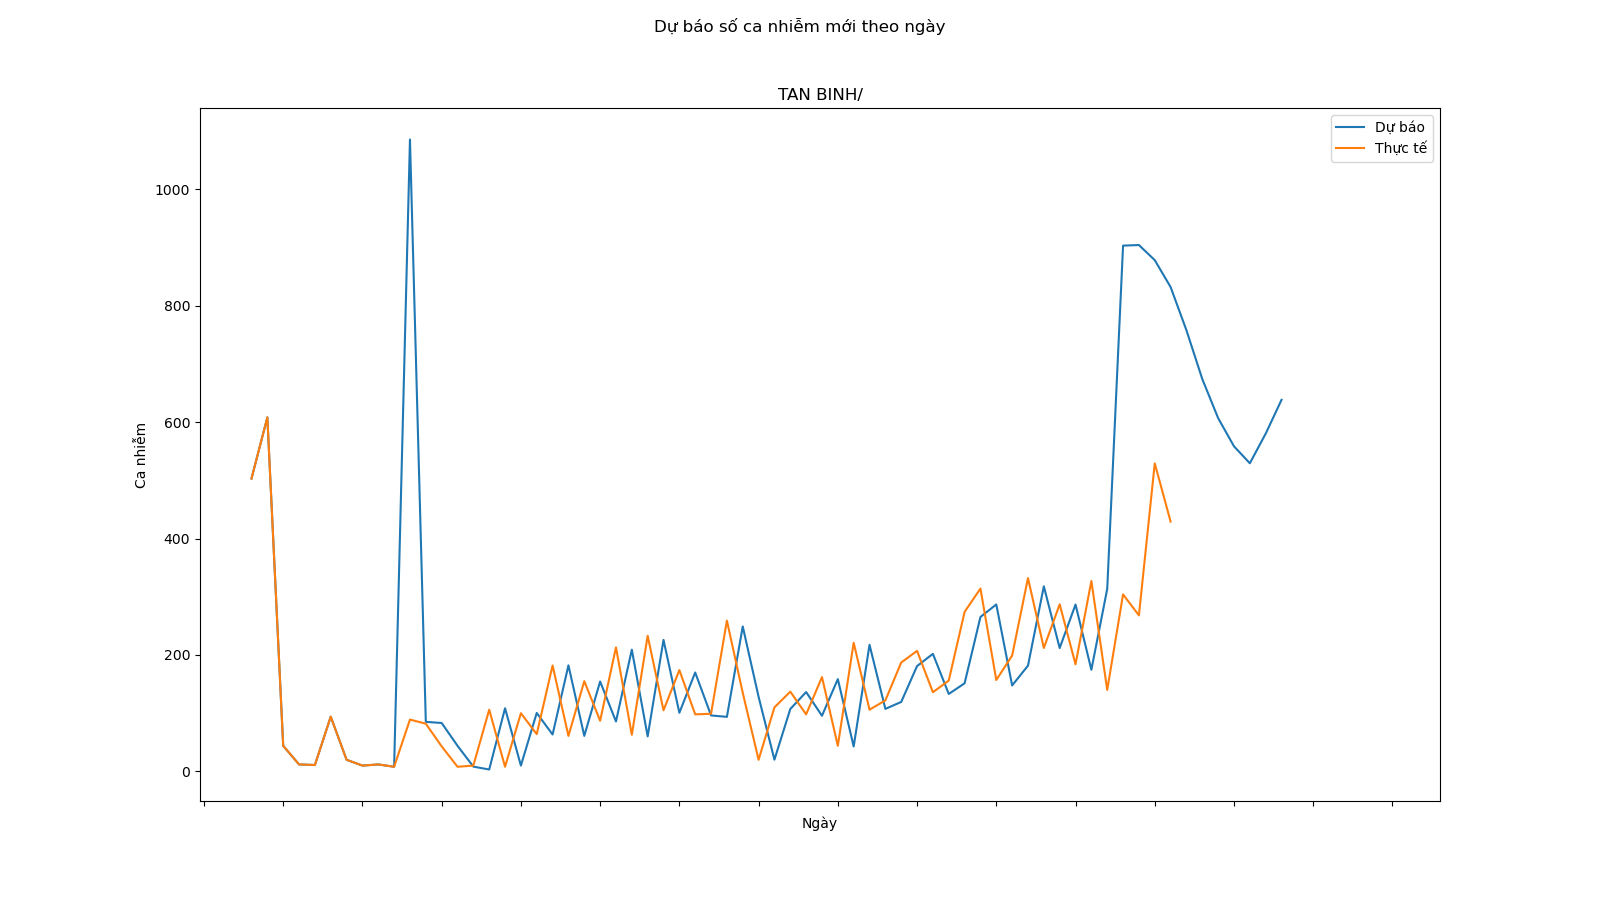 Dự báo số ca nhiễm mới theo ngày
TAN BINH/
Dự báo
Thực tế
1000
800
600
400
200
0
Ca nhiễm
Ngày